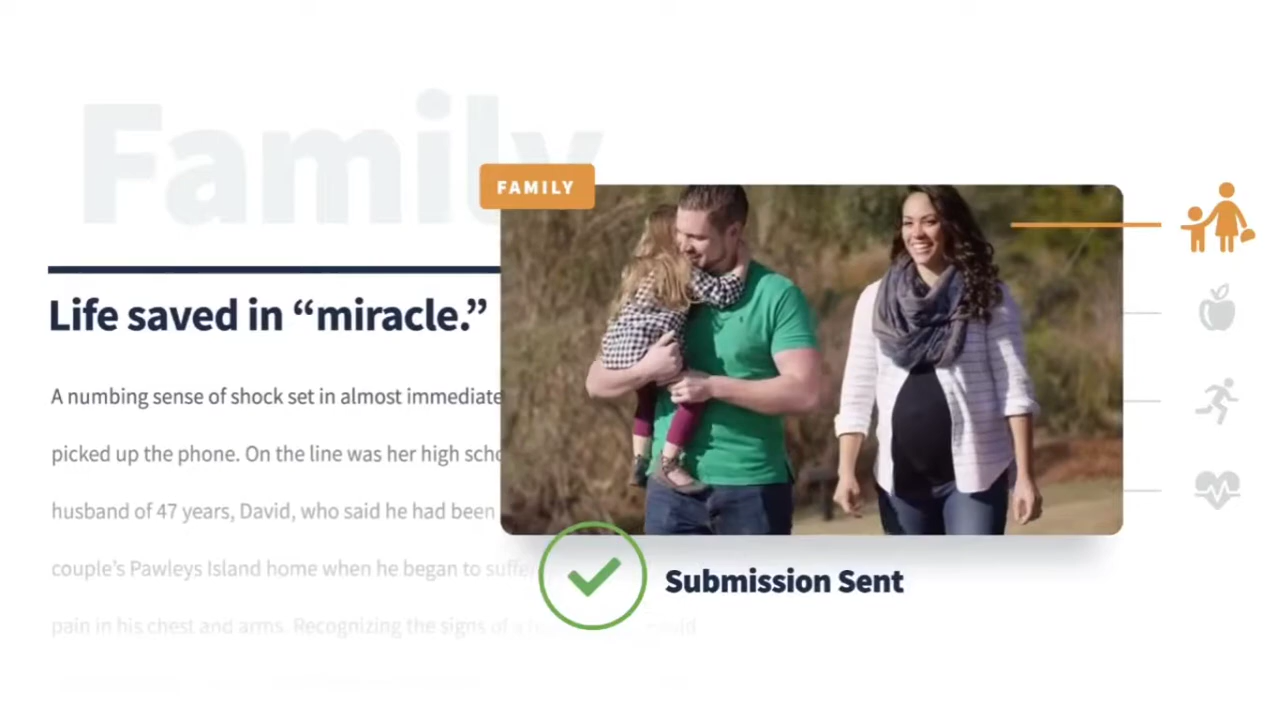 Family
FAMILY
Life saved in “miracle.”
A numbing sense of shock set in almost immediate
picked up the phone. On the line was her high scho
husband of 47 years, David, who said he had been
couple’s Pawleys Island home when he began to suffe
pain in his chest and arms. Recognizing the signs of a
Submission Sent